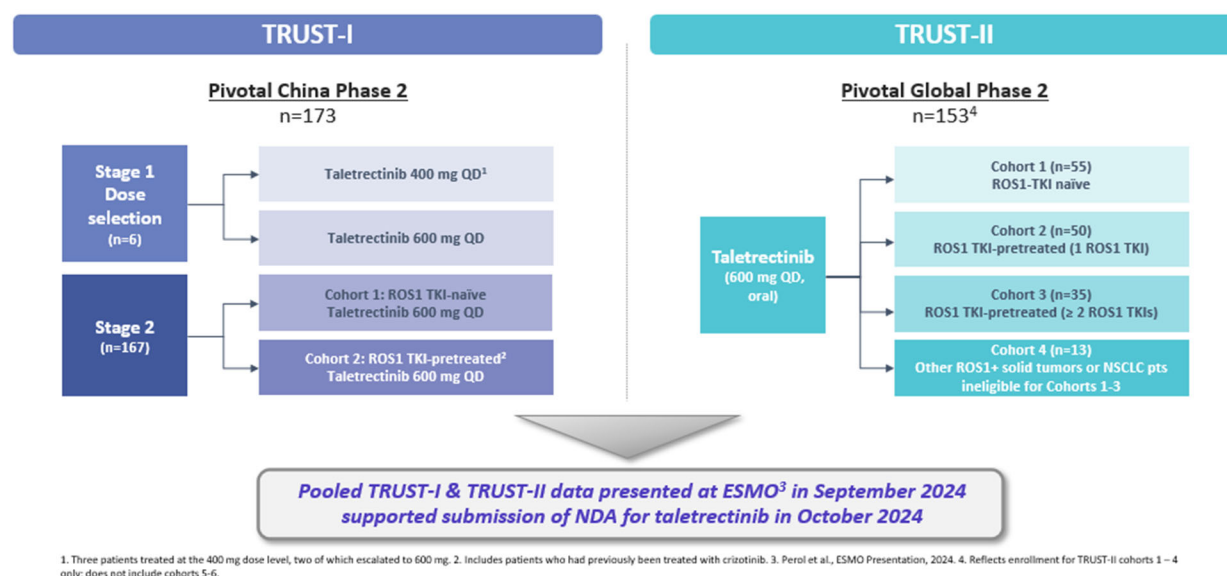 TRUST-I
Pivotal China Phase 2
n=173
Stage 1
Dose
selection
(n=6)
Taletrectinib 400 mg QD¹
Taletrectinib 600 mg QD
Stage 2
(n=167)
Cohort 1: ROS1 TKI-naïve
Taletrectinib 600 mg QD
Cohort 2: ROS1 TKI-pretreated²
Taletrectinib 600 mg QD
TRUST-II
Pivotal Global Phase 2
n=153⁴
Taletrectinib
(600 mg QD,
oral)
Cohort 1 (n=55)
ROS1-TKI naïve
Cohort 2 (n=50)
ROS1 TKI-pretreated (1 ROS1 TKI)
Cohort 3 (n=35)
ROS1 TKI-pretreated (≥ 2 ROS1 TKIs)
Cohort 4 (n=13)
Other ROS1+ solid tumors or NSCLC pts
ineligible for Cohorts 1-3
Pooled TRUST-I & TRUST-II data presented at ESMO³ in September 2024
supported submission of NDA for taletrectinib in October 2024
1. Three patients treated at the 400 mg dose level, two of which escalated to 600 mg. 2. Includes patients who had previously been treated with crizotinib. 3. Perol et al., ESMO Presentation, 2024. 4. Reflects enrollment for TRUST-II cohorts 1 – 4
only; does not include cohorts 5-6.